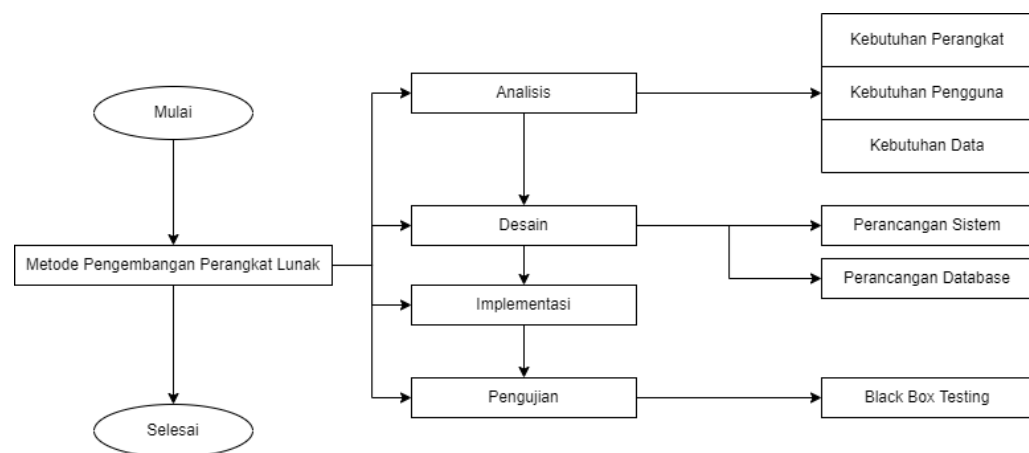 Mulai
Metode Pengembangan Perangkat Lunak
Selesai
Analisis
Desain
Implementasi
Pengujian
Kebutuhan Perangkat
Kebutuhan Pengguna
Kebutuhan Data
Perancangan Sistem
Perancangan Database
Black Box Testing